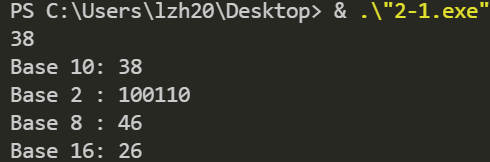 PS C:\Users\lzh20\Desktop> & .\"2-1.exe"
38
Base 10: 38
Base 2 : 100110
Base 8 : 46
Base 16: 26